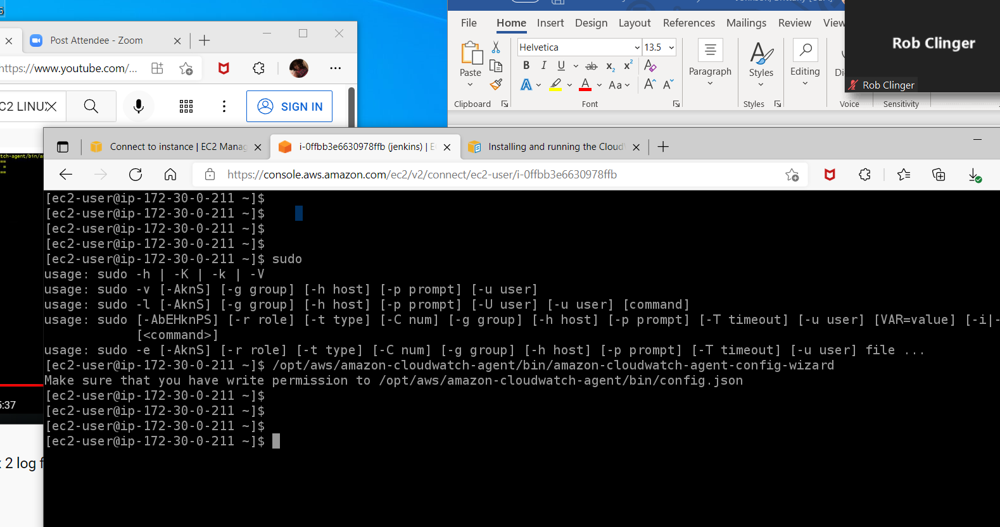 Post Attendee - Zoom
https://www.youtube.com/...
C2 LINUX
SIGN IN
5:37
2 log f
File Home Insert Design Layout References Mailings Review View
Helvetica 13.5
Paste
B I U ab x2 x2 A
A A Aa A A
Paragraph
Styles
Editing
Clipboard Font Styles Voice Sensitivity
Rob Clinger
Rob Clinger
Connect to instance | EC2 Manag
i-0ffbb3e6630978ffb (jenkins) | E
Installing and running the Cloud
https://console.aws.amazon.com/ec2/v2/connect/ec2-user/i-0ffbb3e6630978ffb
[ec2-user@ip-172-30-0-211 ~]$
[ec2-user@ip-172-30-0-211 ~]$
[ec2-user@ip-172-30-0-211 ~]$
[ec2-user@ip-172-30-0-211 ~]$
[ec2-user@ip-172-30-0-211 ~]$ sudo
usage: sudo -h | -K | -k | -V
usage: sudo -v [-AknS] [-g group] [-h host] [-p prompt] [-u user]
usage: sudo -l [-AknS] [-g group] [-h host] [-p prompt] [-U user] [-u user] [command]
usage: sudo [-AbEHknPS] [-r role] [-t type] [-C num] [-g group] [-h host] [-p prompt] [-T timeout] [-u user] [VAR=value] [-i|-
[<command>]
usage: sudo -e [-AknS] [-r role] [-t type] [-C num] [-g group] [-h host] [-p prompt] [-T timeout] [-u user] file ...
[ec2-user@ip-172-30-0-211 ~]$ /opt/aws/amazon-cloudwatch-agent/bin/amazon-cloudwatch-agent-config-wizard
Make sure that you have write permission to /opt/aws/amazon-cloudwatch-agent/bin/config.json
[ec2-user@ip-172-30-0-211 ~]$
[ec2-user@ip-172-30-0-211 ~]$
[ec2-user@ip-172-30-0-211 ~]$
[ec2-user@ip-172-30-0-211 ~]$